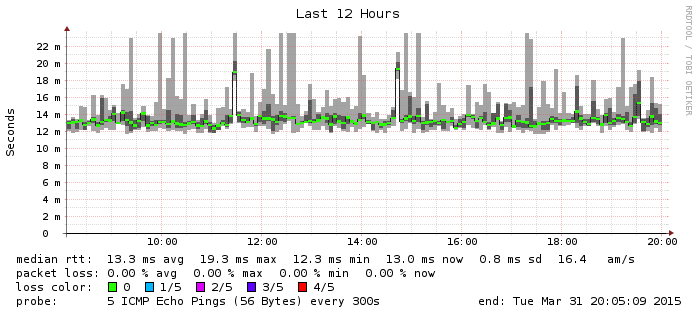 Last 12 Hours
RRDTOOL / TOBI OETIKER
Seconds
22 m
20 m
18 m
16 m
14 m
12 m
10 m
8 m
6 m
4 m
2 m
0
10:00 12:00 14:00 16:00 18:00 20:00
median rtt: 13.3 ms avg 19.3 ms max 12.3 ms min 13.0 ms now 0.8 ms sd 16.4 am/s
packet loss: 0.00 % avg 0.00 % max 0.00 % min 0.00 % now
loss color: 0 1/5 2/5 3/5 4/5
probe: 5 ICMP Echo Pings (56 Bytes) every 300s end: Tue Mar 31 20:05:09 2015